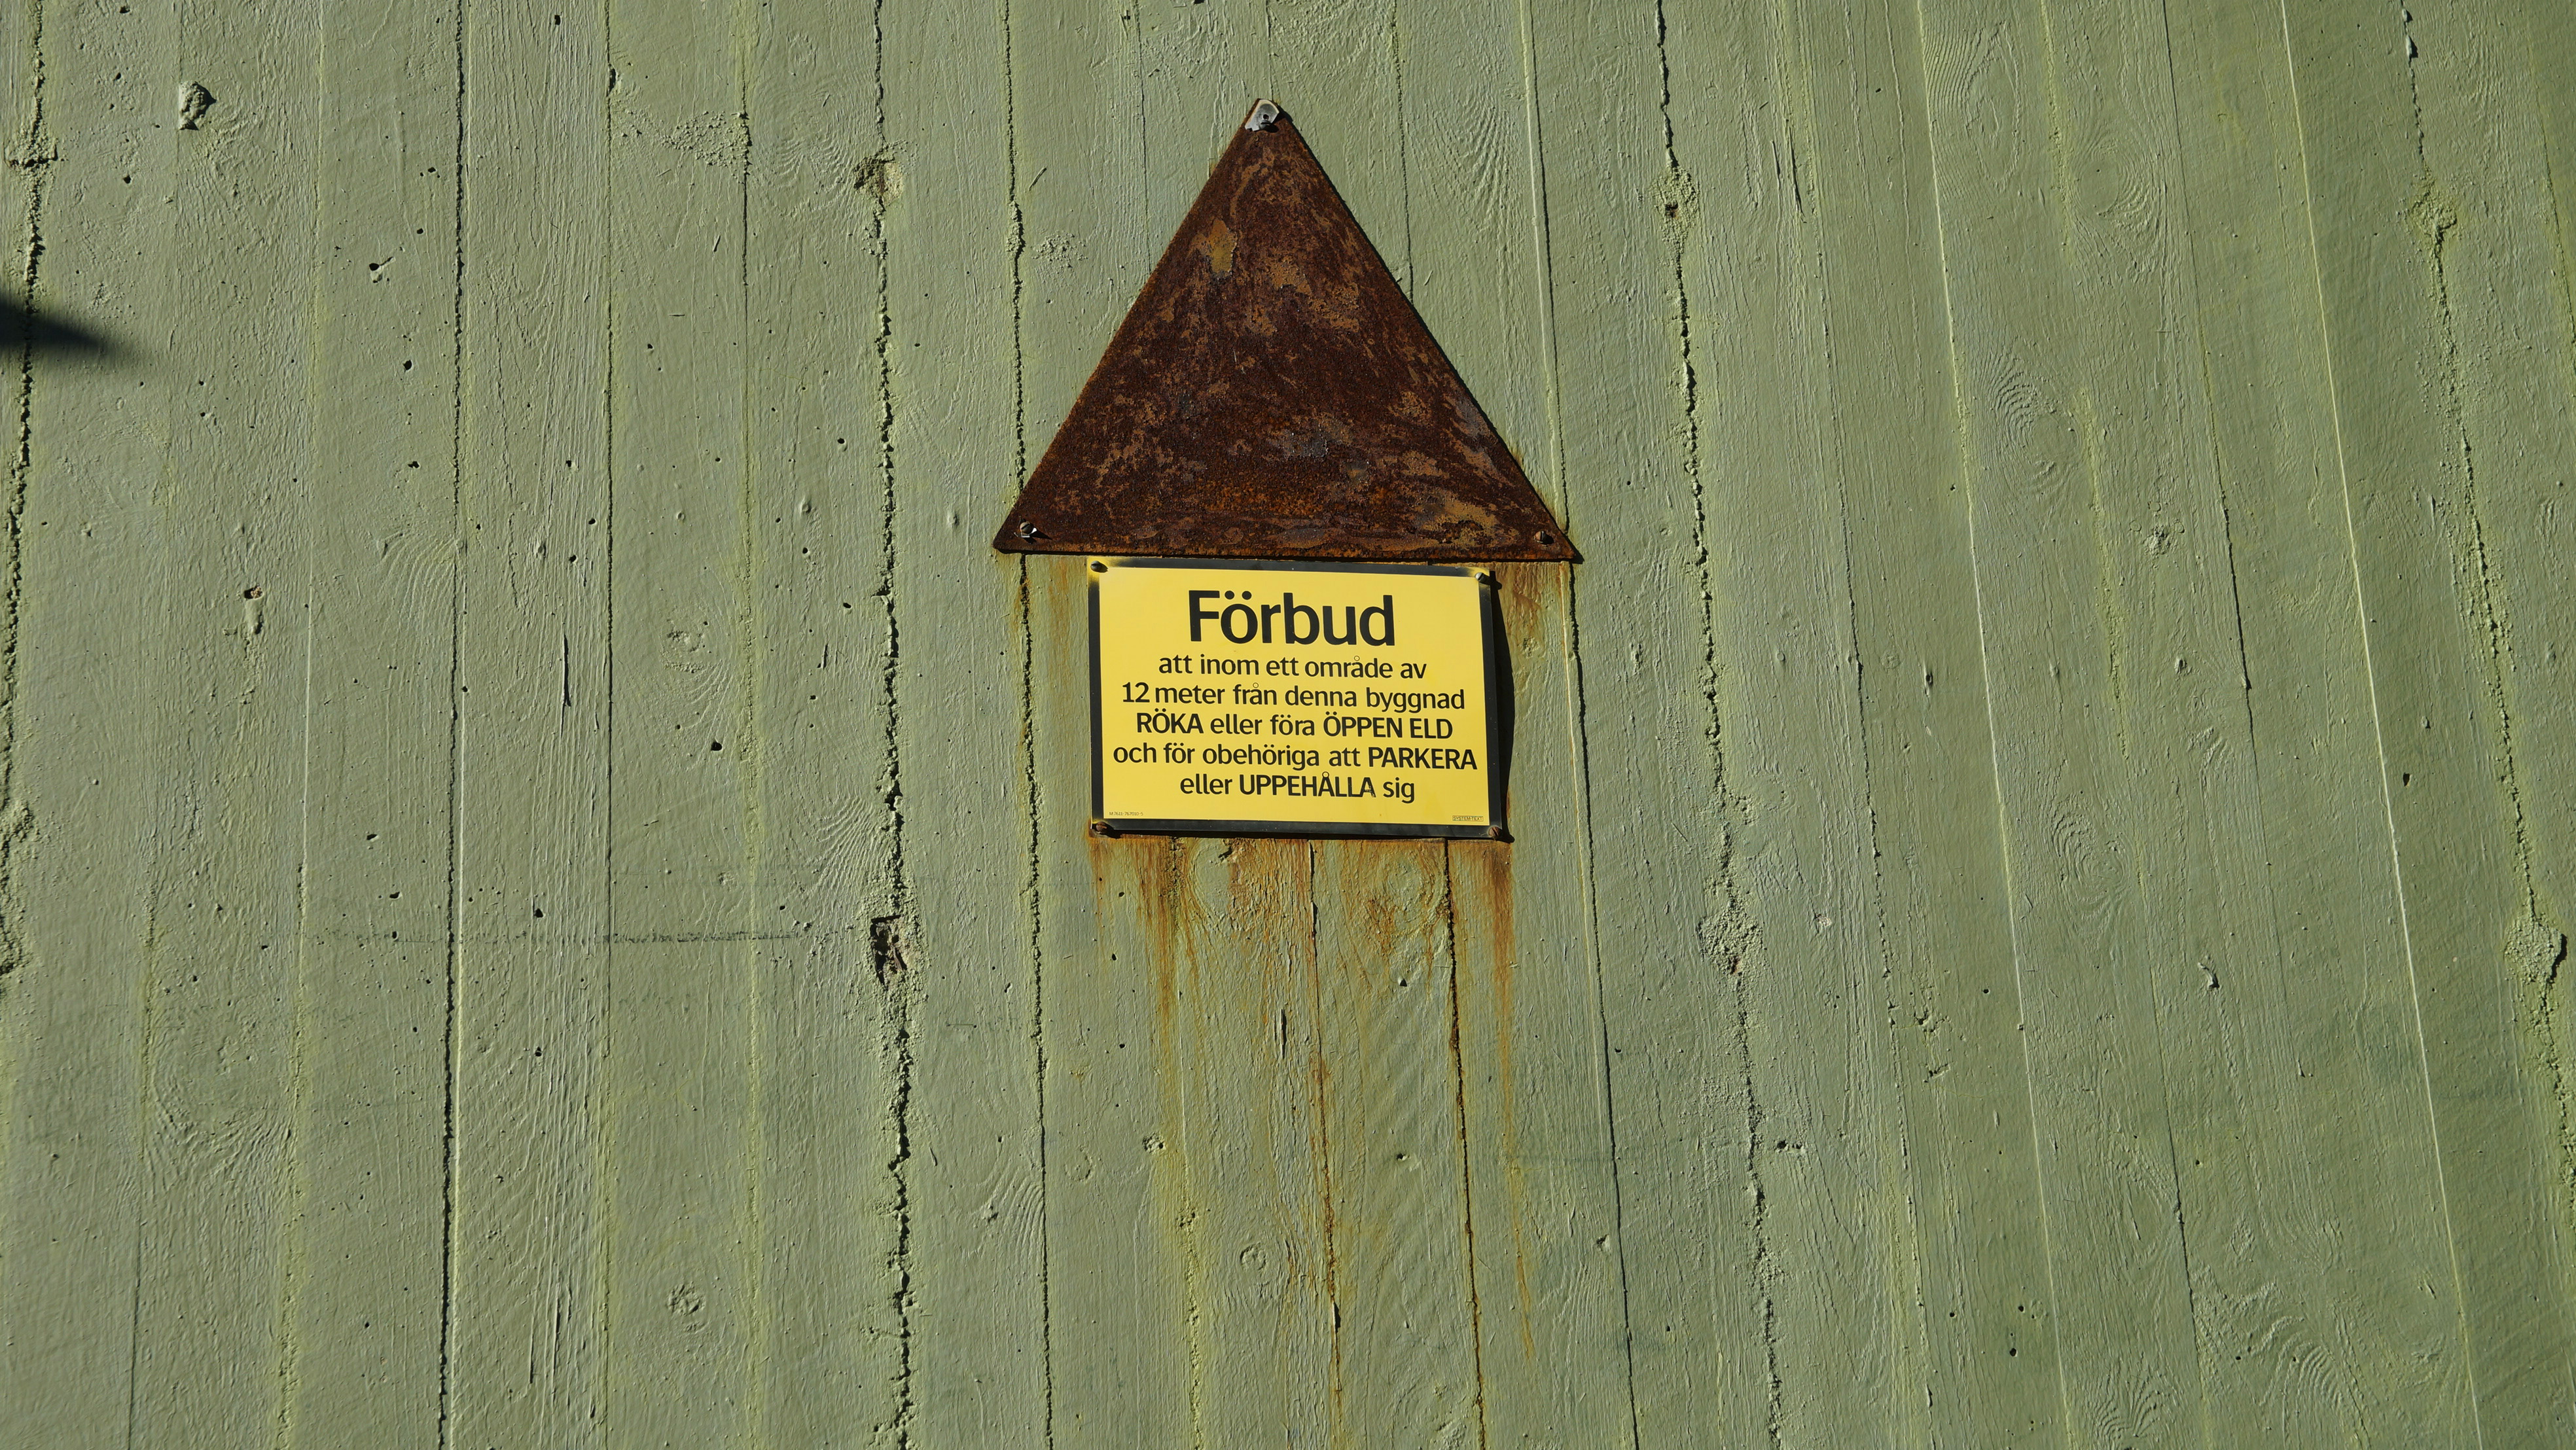 Förbud
att inom ett område av
12 meter från denna byggnad
RÖKA eller föra ÖPPEN ELD
och för obehöriga att PARKERA
eller UPPEHÅLLA sig
SYSTEMTEXT